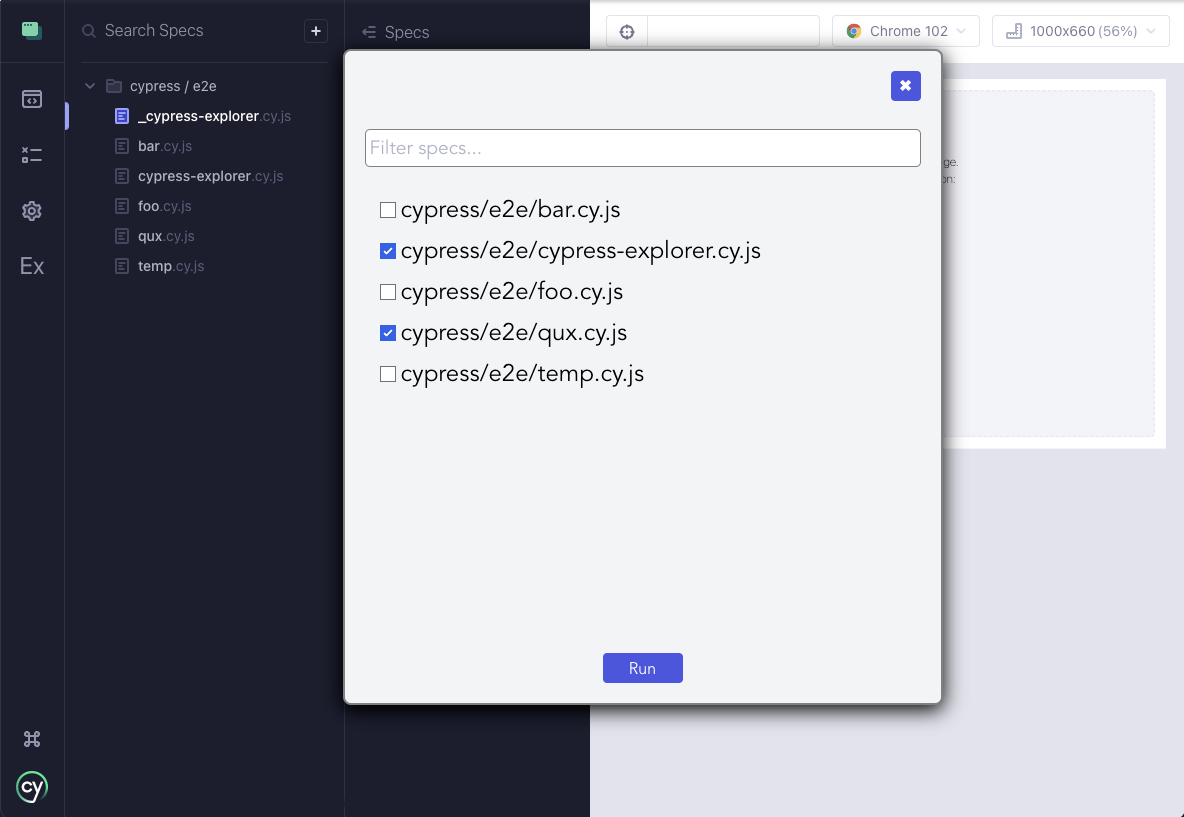 Search Specs
+
Specs
Chrome 102
1000x660 (56%)
cypress / e2e
_cypress-explorer.cy.js
bar.cy.js
cypress-explorer.cy.js
foo.cy.js
qux.cy.js
temp.cy.js
Ex
cy
Filter specs...
cypress/e2e/bar.cy.js
cypress/e2e/cypress-explorer.cy.js
cypress/e2e/foo.cy.js
cypress/e2e/qux.cy.js
cypress/e2e/temp.cy.js
Run
ge.
on: